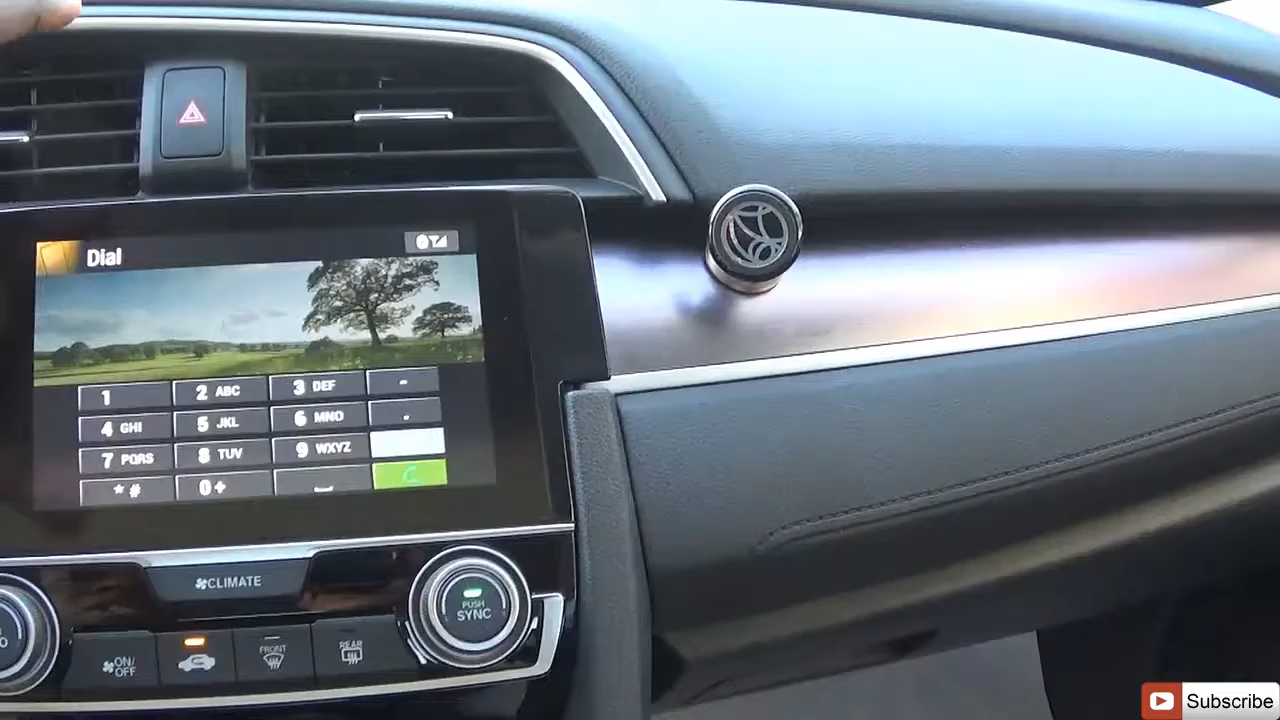 Dial
1
2 ABC
3 DEF
-
4 GHI
5 JKL
6 MNO
.
7 PQRS
8 TUV
9 WXYZ
* #
0+
CLIMATE
PUSH
SYNC
ON/
OFF
FRONT
REAR
Subscribe